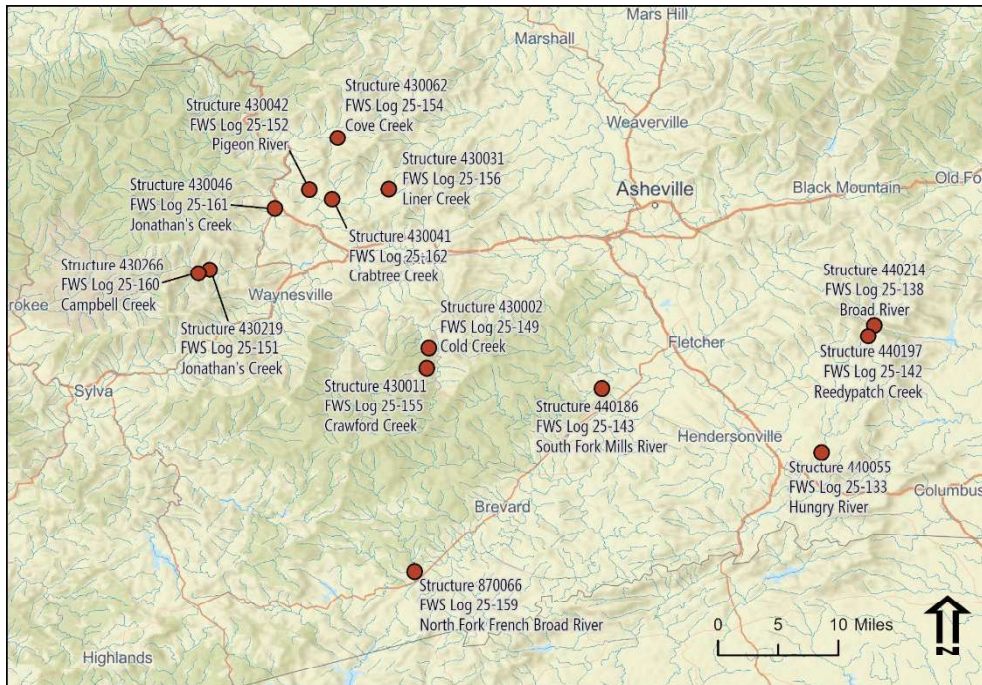 Mars Hill
Marshall
Structure 430062
FWS Log 25-154
Cove Creek
Structure 430042
FWS Log 25-152
Pigeon River
Weaverville
Structure 430031
FWS Log 25-156
Liner Creek
Structure 430046
FWS Log 25-161
Jonathan's Creek
Asheville
Black Mountain
Old Fo
Structure 430041
FWS Log 25-162
Crabtree Creek
Structure 430266
FWS Log 25-160
Campbell Creek
rokee
Waynesville
Structure 430219
FWS Log 25-151
Jonathan's Creek
Structure 430002
FWS Log 25-149
Cold Creek
Structure 440214
FWS Log 25-138
Broad River
Fletcher
Structure 440197
FWS Log 25-142
Reedypatch Creek
Sylva
Structure 430011
FWS Log 25-155
Crawford Creek
Structure 440186
FWS Log 25-143
South Fork Mills River
Hendersonville
Structure 440055
FWS Log 25-133
Hungry River
Columbus
Brevard
Structure 870066
FWS Log 25-159
North Fork French Broad River
0 5 10 Miles
N
Highlands